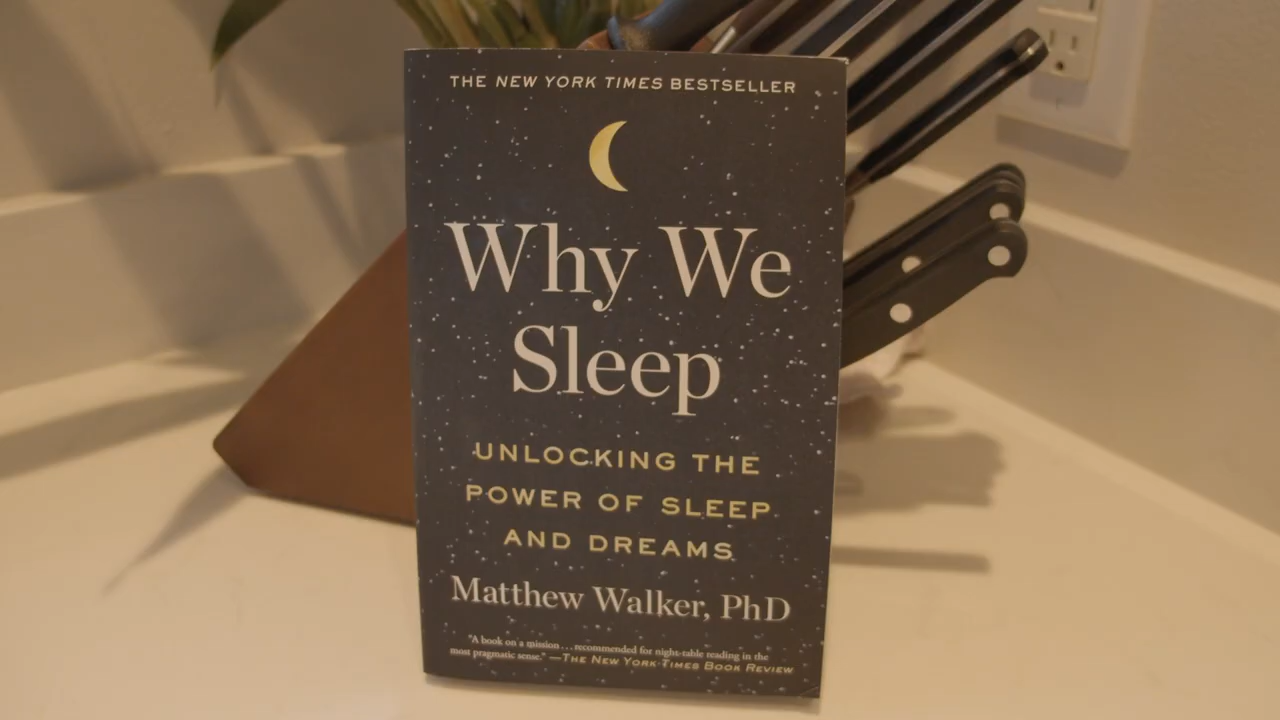 THE NEW YORK TIMES BESTSELLER
Why We
Sleep
UNLOCKING THE
POWER OF SLEEP
AND DREAMS
Matthew Walker, PhD
"A book on a mission...recommended for night-table reading in the
most pragmatic sense." —THE NEW YORK TIMES BOOK REVIEW